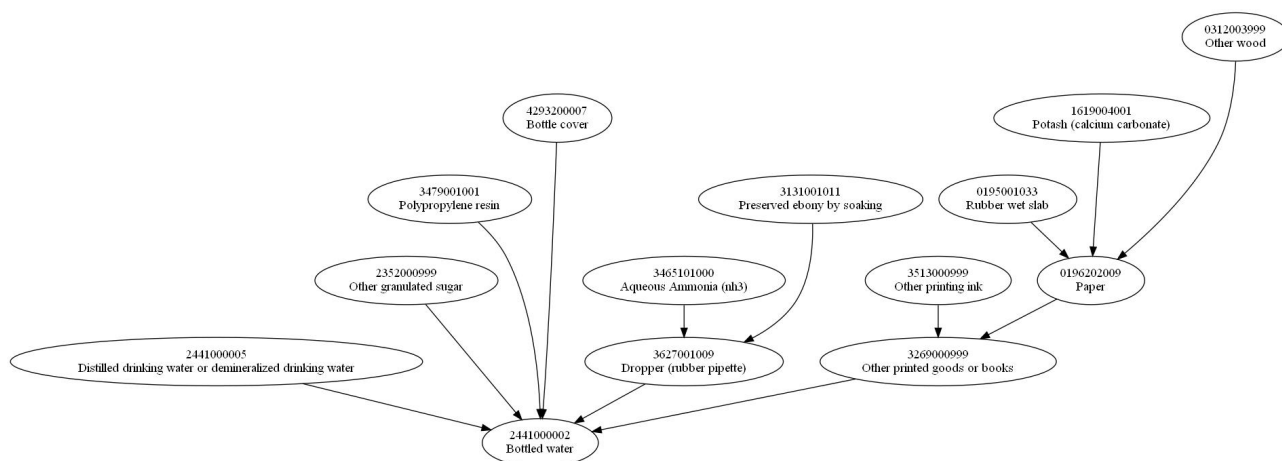 0312003999
Other wood
4293200007
Bottle cover
1619004001
Potash (calcium carbonate)
3479001001
Polypropylene resin
3131001011
Preserved ebony by soaking
0195001033
Rubber wet slab
2352000999
Other granulated sugar
3465101000
Aqueous Ammonia (nh3)
3513000999
Other printing ink
0196202009
Paper
2441000005
Distilled drinking water or demineralized drinking water
3627001009
Dropper (rubber pipette)
3269000999
Other printed goods or books
2441000002
Bottled water